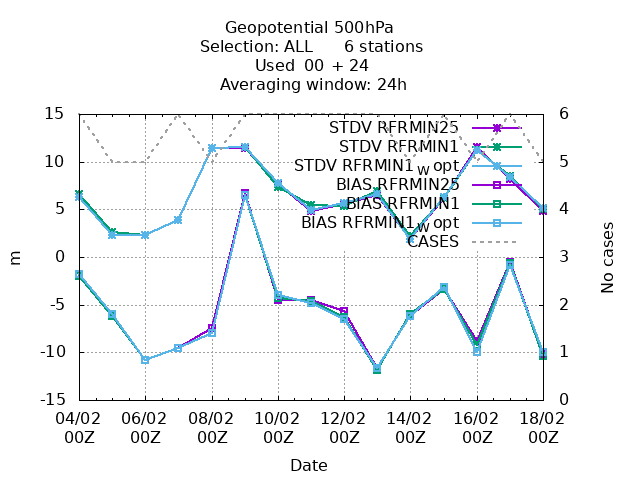 Geopotential 500hPa
Selection: ALL      6 stations
Used  00 + 24
Averaging window: 24h
15
10
5
0
-5
-10
-15
m
6
5
4
3
2
1
0
No cases
STDV RFRMIN25
STDV RFRMIN1
STDV RFRMIN1_W opt
BIAS RFRMIN25
BIAS RFRMIN1
BIAS RFRMIN1_W opt
CASES
04/02 06/02 08/02 10/02 12/02 14/02 16/02 18/02
00Z 00Z 00Z 00Z 00Z 00Z 00Z 00Z
Date